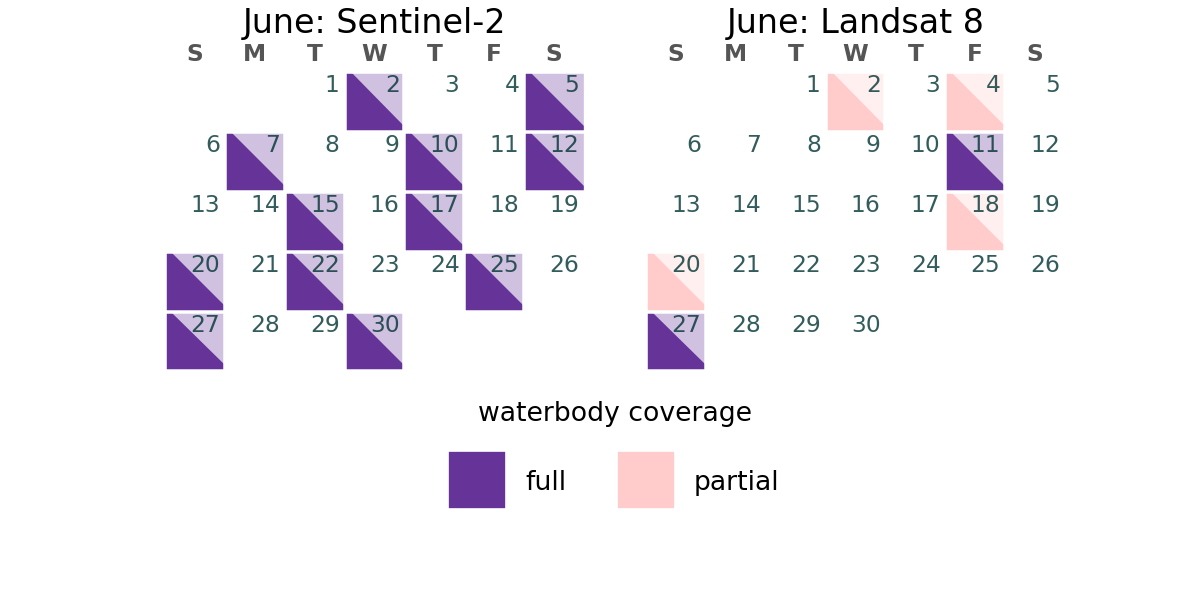 June: Sentinel-2
S M T W T F S
1 2 3 4 5
6 7 8 9 10 11 12
13 14 15 16 17 18 19
20 21 22 23 24 25 26
27 28 29 30
June: Landsat 8
S M T W T F S
1 2 3 4 5
6 7 8 9 10 11 12
13 14 15 16 17 18 19
20 21 22 23 24 25 26
27 28 29 30
waterbody coverage
full
partial